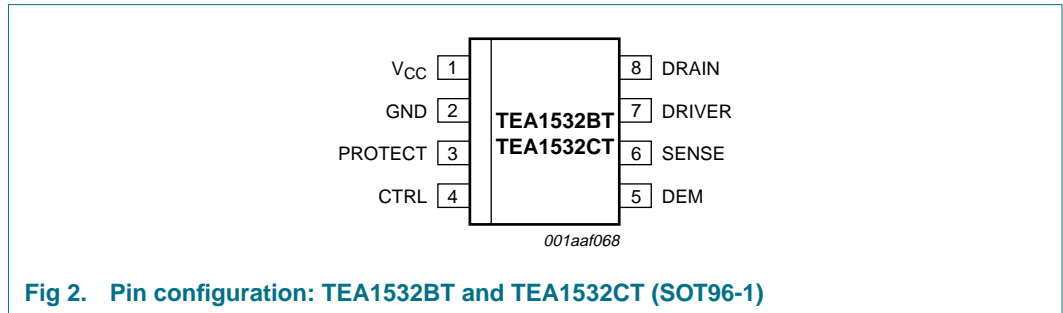 VCC 1
GND 2
PROTECT 3
CTRL 4
TEA1532BT
TEA1532CT
8 DRAIN
7 DRIVER
6 SENSE
5 DEM
001aaf068
Fig 2. Pin configuration: TEA1532BT and TEA1532CT (SOT96-1)